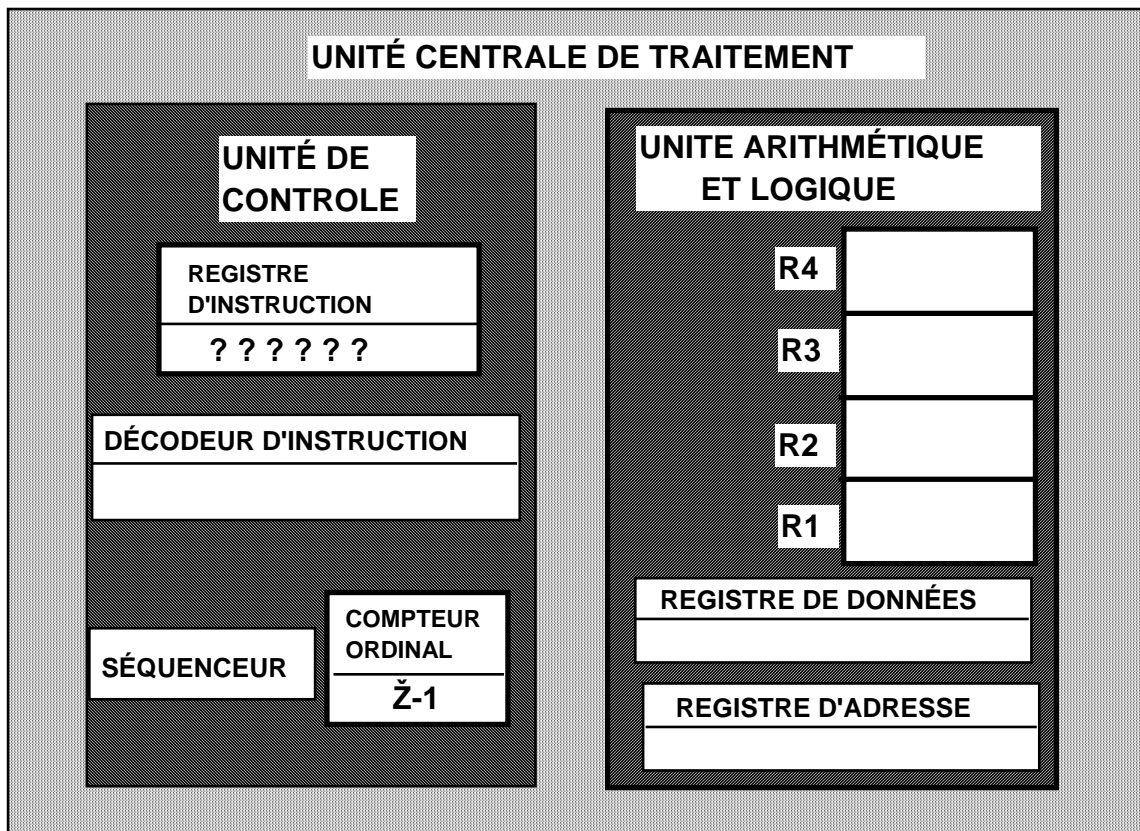 UNITÉ CENTRALE DE TRAITEMENT
UNITÉ DE
CONTROLE
REGISTRE
D'INSTRUCTION
? ? ? ? ? ?
DÉCODEUR D'INSTRUCTION
SÉQUENCEUR
COMPTEUR
ORDINAL
Ž-1
UNITE ARITHMÉTIQUE
ET LOGIQUE
R4
R3
R2
R1
REGISTRE DE DONNÉES
REGISTRE D'ADRESSE